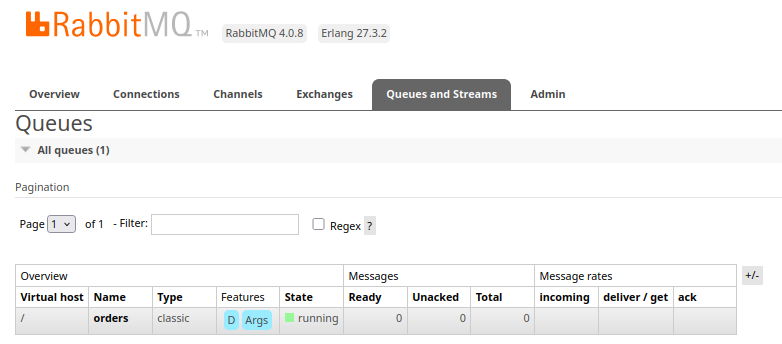 RabbitMQ TM RabbitMQ 4.0.8 Erlang 27.3.2
Overview Connections Channels Exchanges Queues and Streams Admin
Queues
All queues (1)
Pagination
Page 1 of 1 - Filter: Regex ?
Overview Messages Message rates +/-
Virtual host Name Type Features State Ready Unacked Total incoming deliver / get ack
/ orders classic D Args running 0 0 0